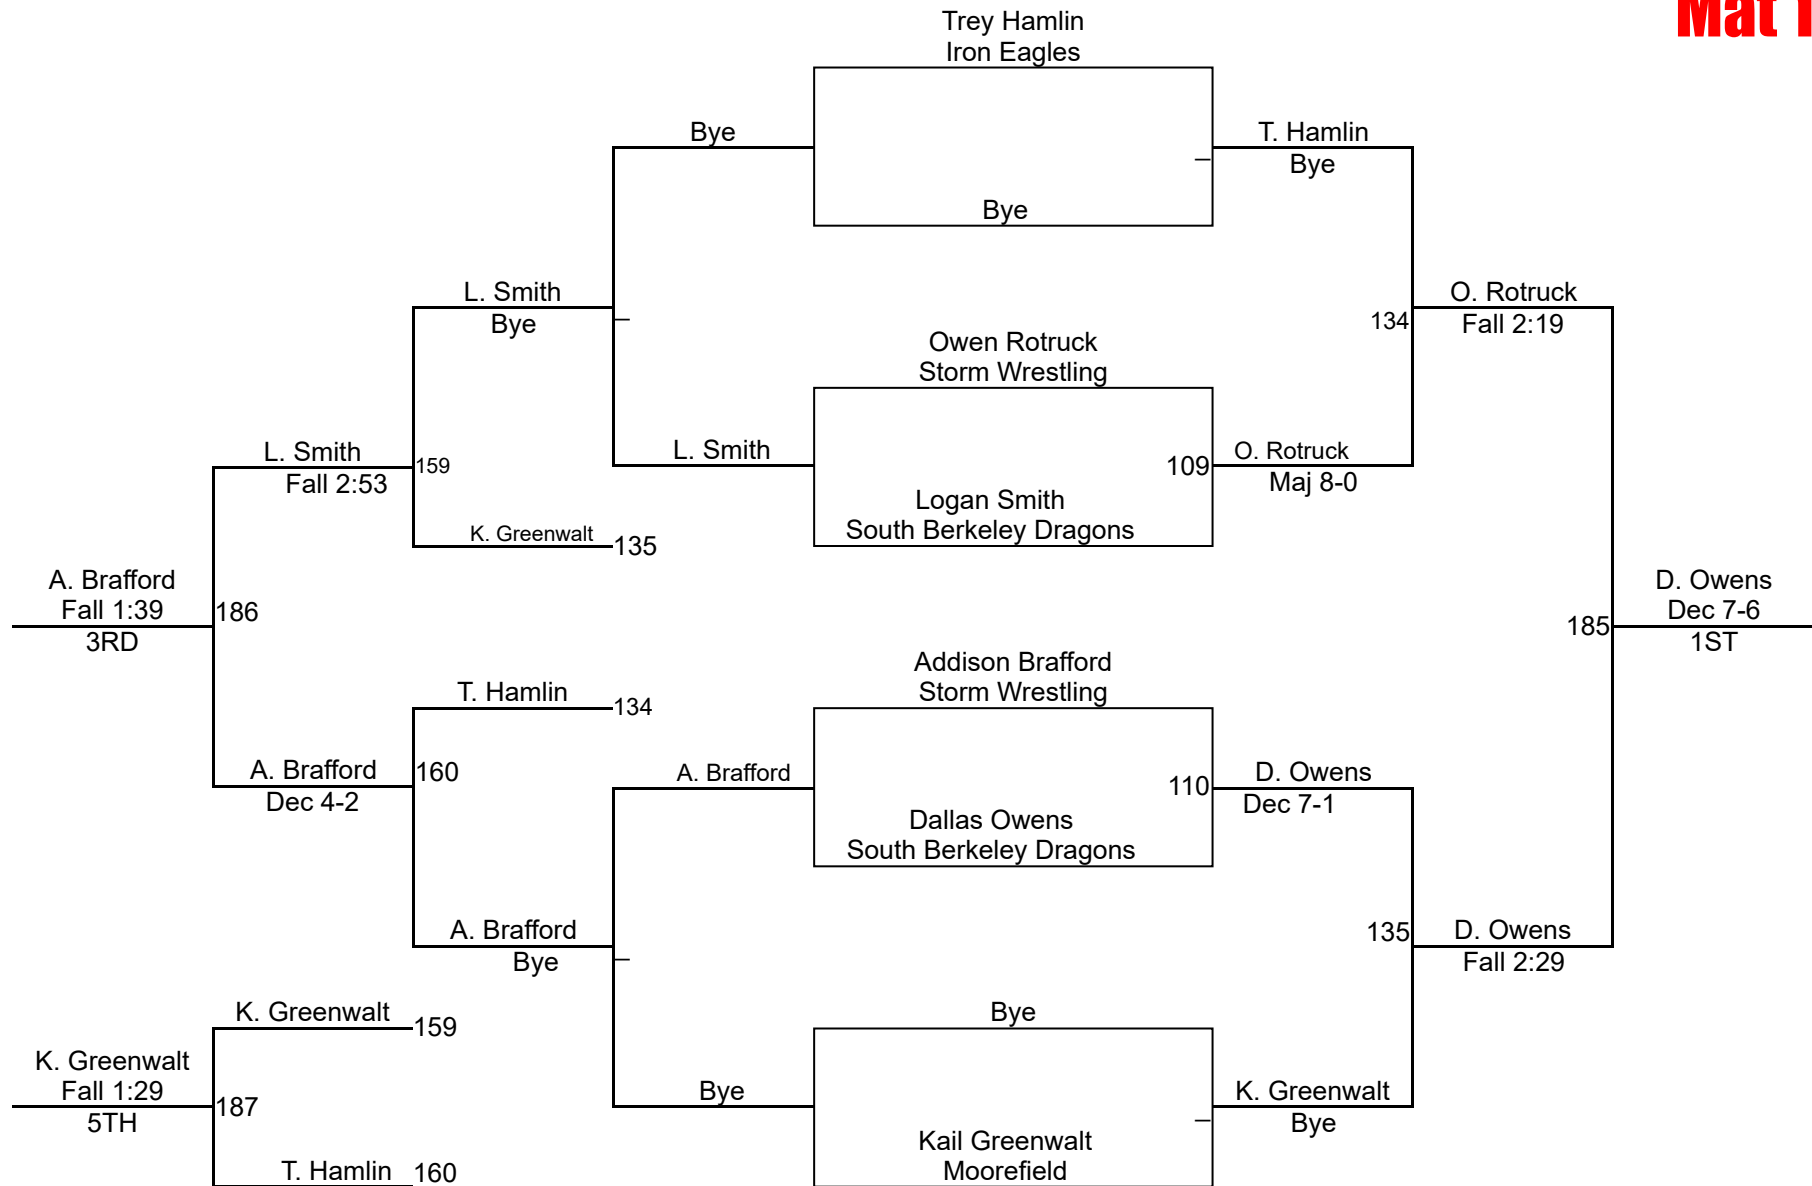 Mat 1
Trey Hamlin
Iron Eagles
Bye
T. Hamlin
Bye
Bye
L. Smith
Bye
O. Rotruck
Fall 2:19
134
Owen Rotruck
Storm Wrestling
L. Smith
Fall 2:53
159
L. Smith
109
O. Rotruck
Maj 8-0
Logan Smith
South Berkeley Dragons
K. Greenwalt
135
A. Brafford
Fall 1:39
3RD
186
D. Owens
Dec 7-6
1ST
185
Addison Brafford
Storm Wrestling
T. Hamlin
134
A. Brafford
Dec 4-2
160
A. Brafford
110
D. Owens
Dec 7-1
Dallas Owens
South Berkeley Dragons
A. Brafford
Bye
135
D. Owens
Fall 2:29
K. Greenwalt
159
Bye
K. Greenwalt
Fall 1:29
5TH
187
Bye
K. Greenwalt
Bye
Kail Greenwalt
Moorefield
T. Hamlin
160